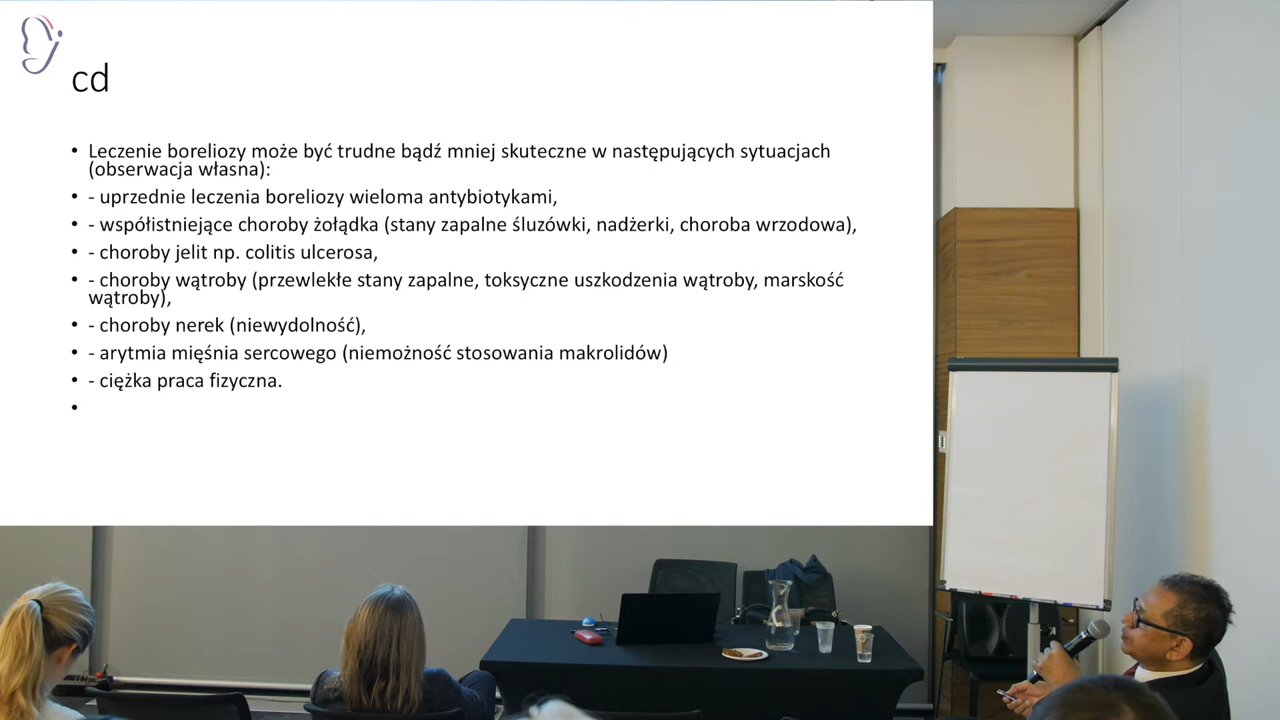 cd
• Leczenie boreliozy może być trudne bądź mniej skuteczne w następujących sytuacjach
(obserwacja własna):
• - uprzednie leczenia boreliozy wieloma antybiotykami,
• - współistniejące choroby żołądka (stany zapalne śluzówki, nadżerki, choroba wrzodowa),
• - choroby jelit np. colitis ulcerosa,
• - choroby wątroby (przewlekłe stany zapalne, toksyczne uszkodzenia wątroby, marskość
wątroby),
• - choroby nerek (niewydolność),
• - arytmia mięśnia sercowego (niemożność stosowania makrolidów)
• - ciężka praca fizyczna.
•